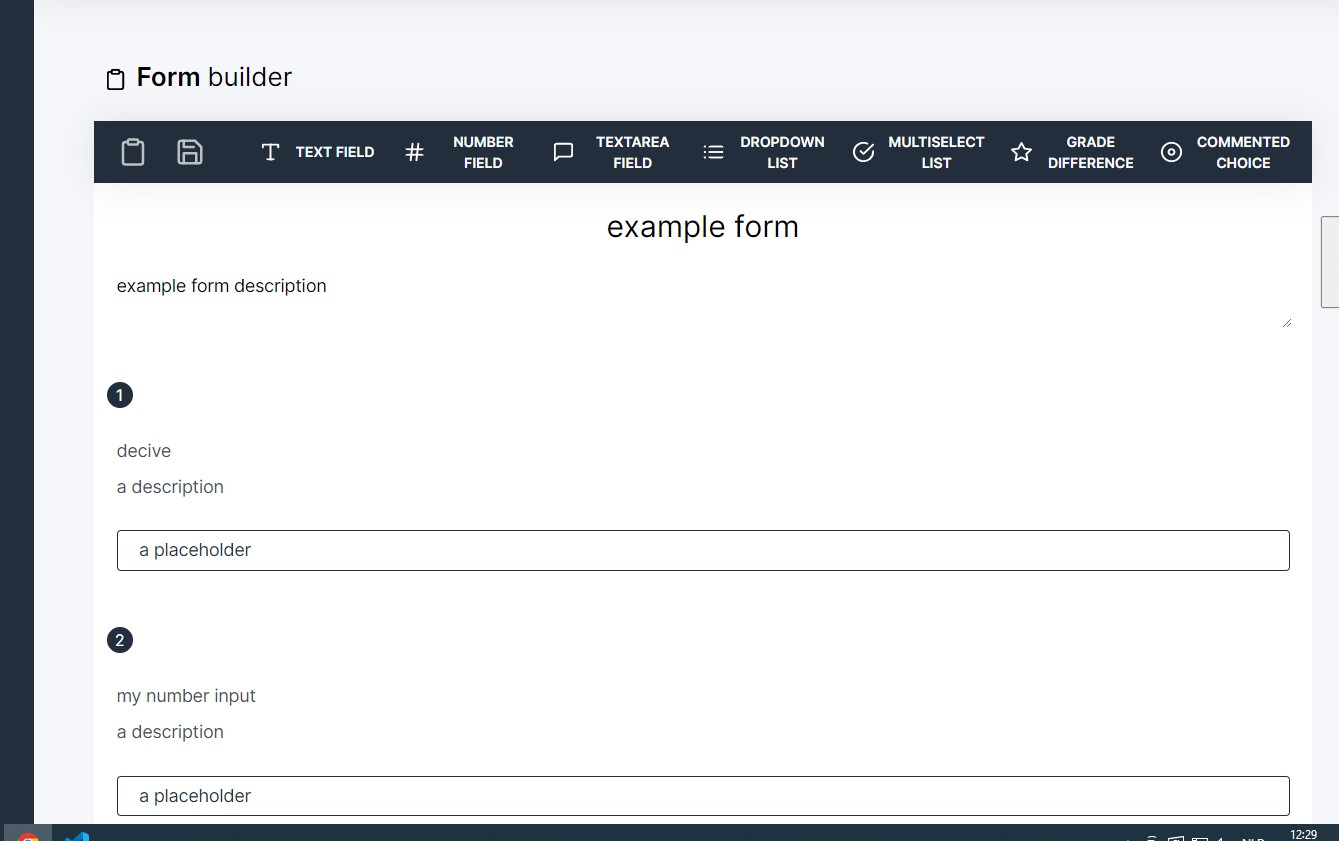 Form builder
TEXT FIELD
NUMBER
FIELD
TEXTAREA
FIELD
DROPDOWN
LIST
MULTISELECT
LIST
GRADE
DIFFERENCE
COMMENTED
CHOICE
example form
example form description
1
decive
a description
a placeholder
2
my number input
a description
a placeholder
12:29